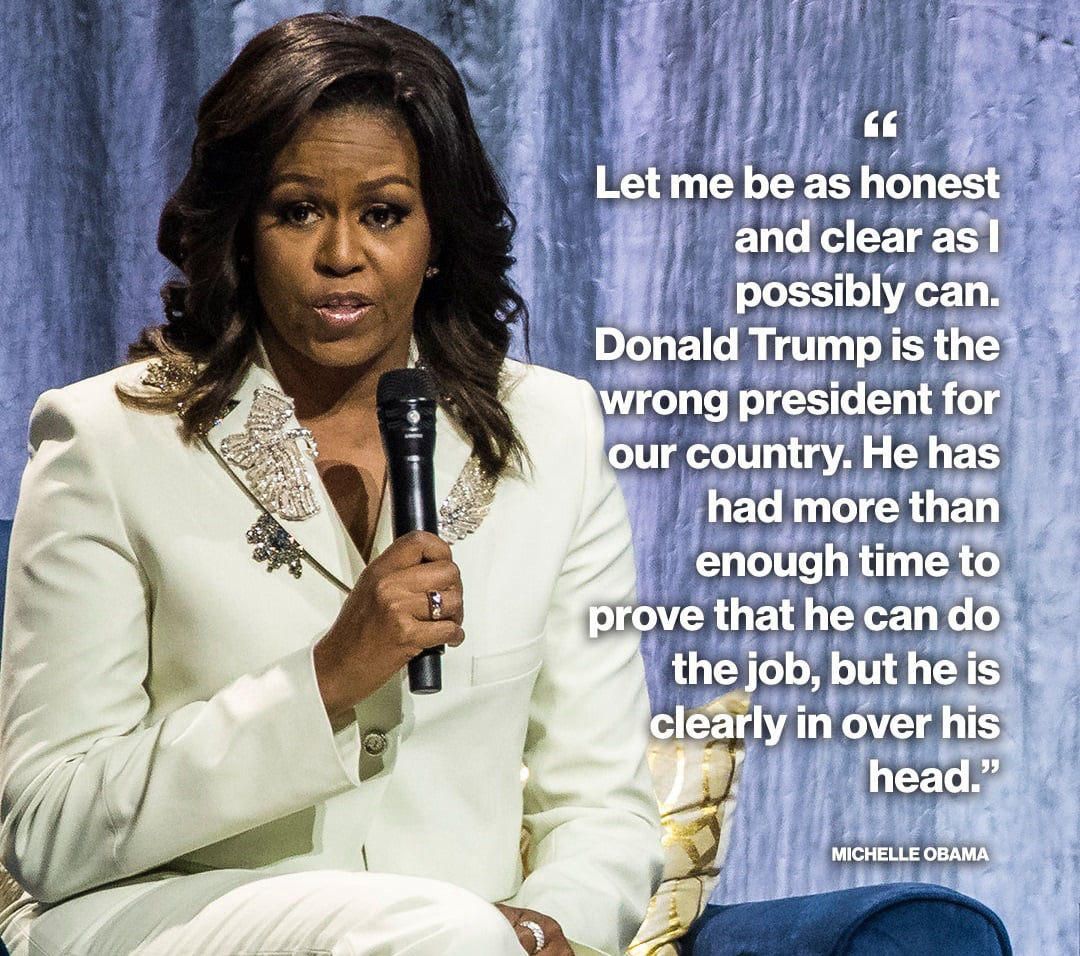 “
Let me be as honest
and clear as I
possibly can.
Donald Trump is the
wrong president for
our country. He has
had more than
enough time to
prove that he can do
the job, but he is
clearly in over his
head.”
MICHELLE OBAMA